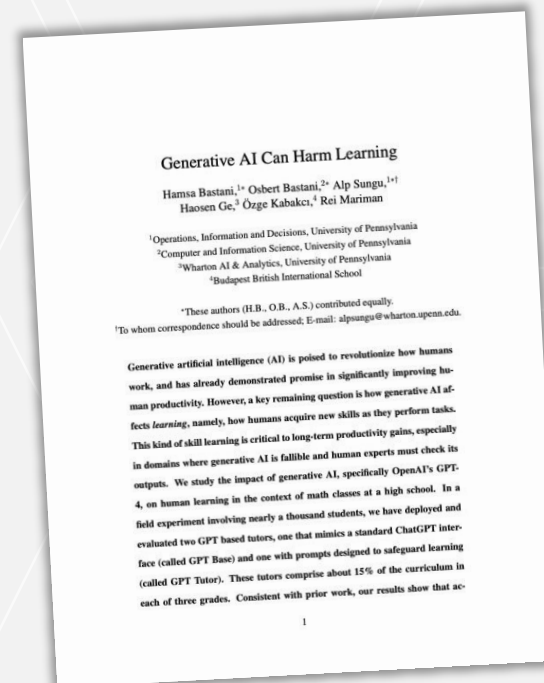 Generative AI Can Harm Learning
Hamsa Bastani,¹* Osbert Bastani,²* Alp Sungu,¹*†
Haosen Ge,³ Özge Kabakcı,⁴ Rei Mariman
¹Operations, Information and Decisions, University of Pennsylvania
²Computer and Information Science, University of Pennsylvania
³Wharton AI & Analytics, University of Pennsylvania
⁴Budapest British International School
*These authors (H.B., O.B., A.S.) contributed equally.
†To whom correspondence should be addressed; E-mail: alpsungu@wharton.upenn.edu.
Generative artificial intelligence (AI) is poised to revolutionize how humans
work, and has already demonstrated promise in significantly improving hu-
man productivity. However, a key remaining question is how generative AI af-
fects learning, namely, how humans acquire new skills as they perform tasks.
This kind of skill learning is critical to long-term productivity gains, especially
in domains where generative AI is fallible and human experts must check its
outputs. We study the impact of generative AI, specifically OpenAI's GPT-
4, on human learning in the context of math classes at a high school. In a
field experiment involving nearly a thousand students, we have deployed and
evaluated two GPT based tutors, one that mimics a standard ChatGPT inter-
face (called GPT Base) and one with prompts designed to safeguard learning
(called GPT Tutor). These tutors comprise about 15% of the curriculum in
each of three grades. Consistent with prior work, our results show that ac-
1